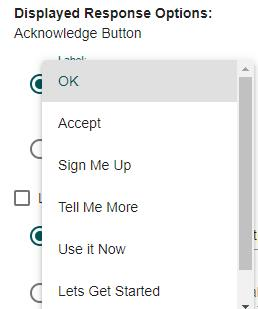 Displayed Response Options:
Acknowledge Button
Label:
OK
Accept
Sign Me Up
Tell Me More
Use it Now
Lets Get Started